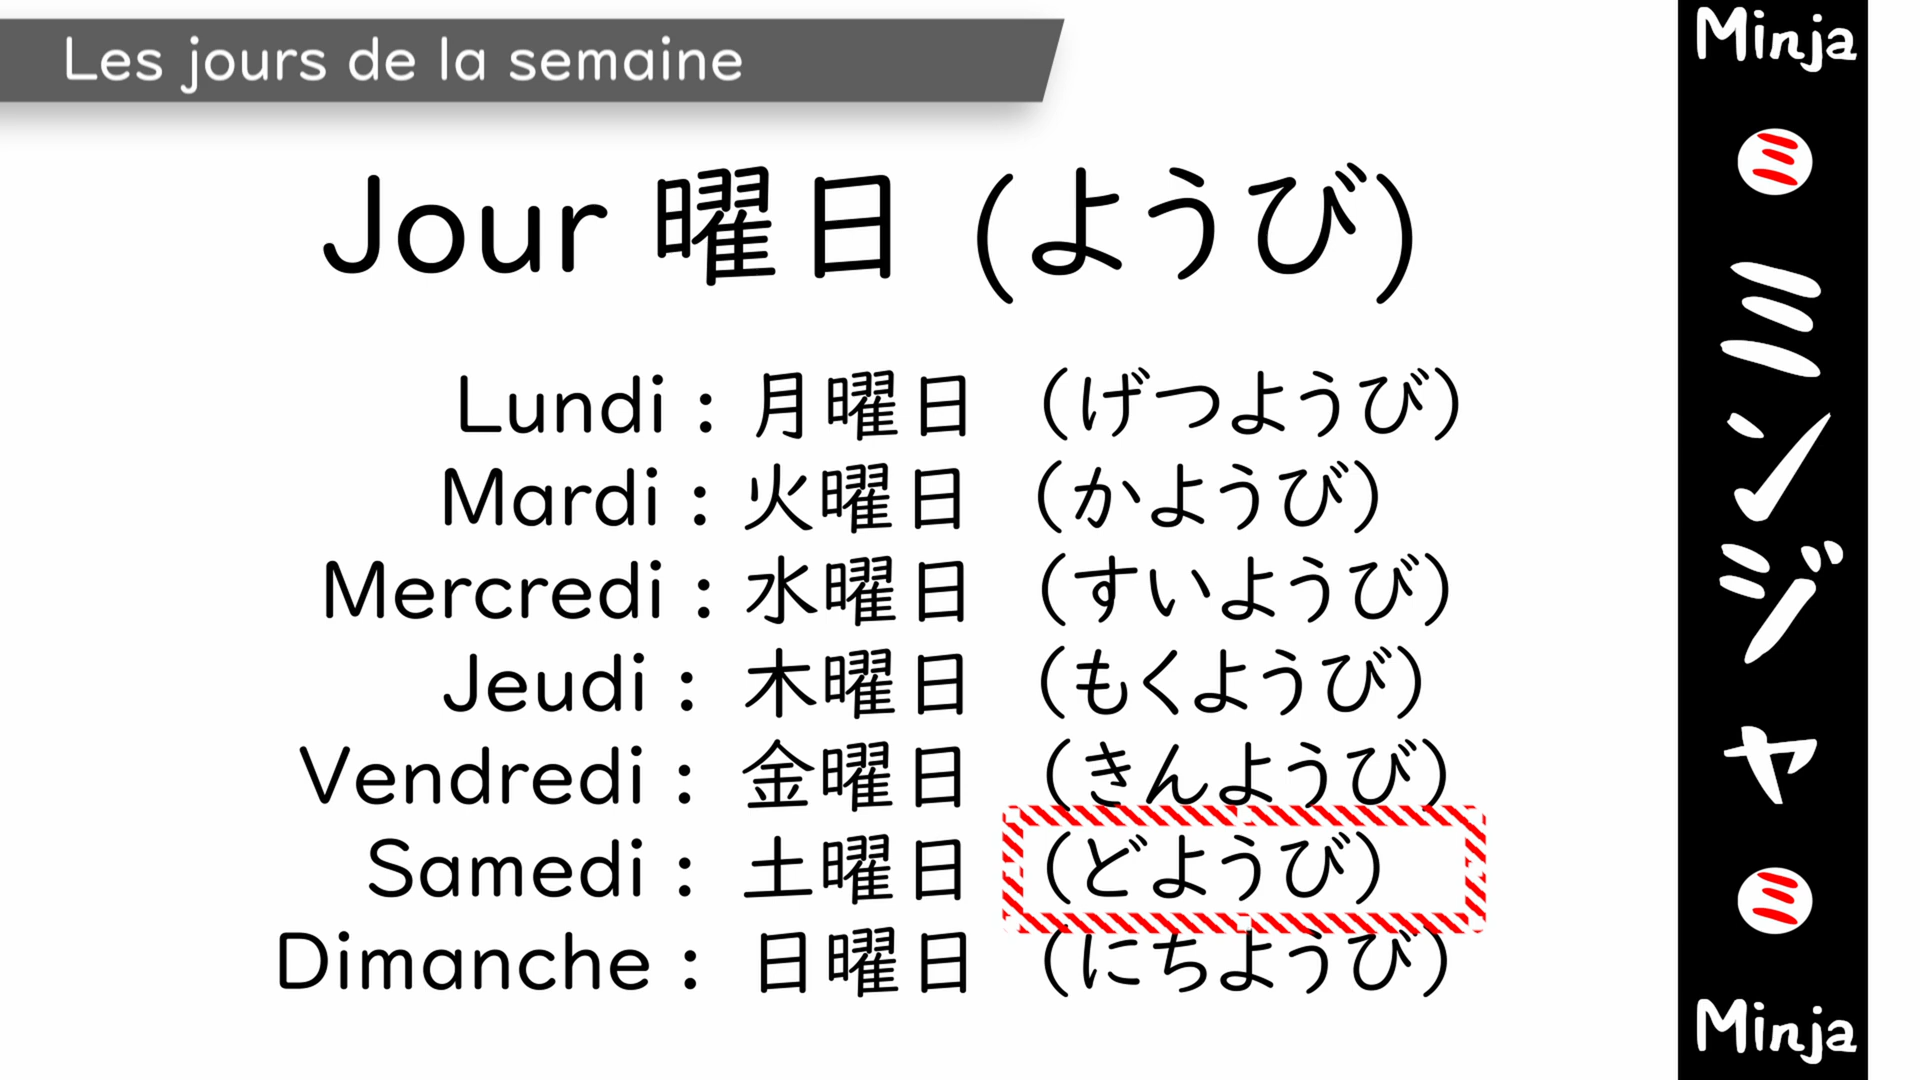 Les jours de la semaine
Jour 曜日 (ようび)
Lundi : 月曜日 (げつようび)
Mardi : 火曜日 (かようび)
Mercredi : 水曜日 (すいようび)
Jeudi : 木曜日 (もくようび)
Vendredi : 金曜日 (きんようび)
Samedi : 土曜日 (どようび)
Dimanche : 日曜日 (にちようび)
Minja
ミ
ミンジャ
ミ
Minja